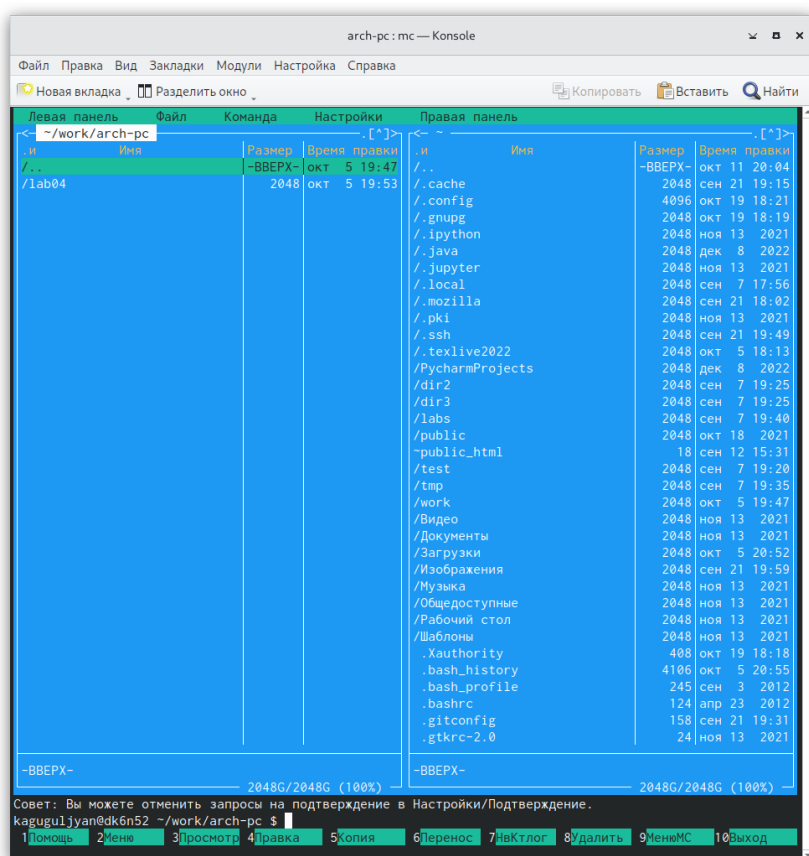 arch-pc : mc — Konsole
Файл Правка Вид Закладки Модули Настройка Справка
Новая вкладка Разделить окно Копировать Вставить Найти
Левая панель Файл Команда Настройки Правая панель
<— ~/work/arch-pc .[^]>
.и Имя Размер Время правки
/.. -ВВЕРХ- окт 5 19:47
/lab04 2048 окт 5 19:53
-ВВЕРХ-
2048G/2048G (100%)
<— ~ .[^]>
.и Имя Размер Время правки
/.. -ВВЕРХ- окт 11 20:04
/.cache 2048 сен 21 19:15
/.config 4096 окт 19 18:21
/.gnupg 2048 окт 19 18:19
/.ipython 2048 ноя 13 2021
/.java 2048 дек 8 2022
/.jupyter 2048 ноя 13 2021
/.local 2048 сен 7 17:56
/.mozilla 2048 сен 21 18:02
/.pki 2048 ноя 13 2021
/.ssh 2048 сен 21 19:49
/.texlive2022 2048 окт 5 18:13
/PycharmProjects 2048 дек 8 2022
/dir2 2048 сен 7 19:25
/dir3 2048 сен 7 19:25
/labs 2048 сен 7 19:40
/public 2048 окт 18 2021
~public_html 18 сен 12 15:31
/test 2048 сен 7 19:20
/tmp 2048 сен 7 19:35
/work 2048 окт 5 19:47
/Видео 2048 ноя 13 2021
/Документы 2048 ноя 13 2021
/Загрузки 2048 окт 5 20:52
/Изображения 2048 сен 21 19:59
/Музыка 2048 ноя 13 2021
/Общедоступные 2048 ноя 13 2021
/Рабочий стол 2048 ноя 13 2021
/Шаблоны 2048 ноя 13 2021
.Xauthority 408 окт 19 18:18
.bash_history 4106 окт 5 20:55
.bash_profile 245 сен 3 2012
.bashrc 124 апр 23 2012
.gitconfig 158 сен 21 19:31
.gtkrc-2.0 24 ноя 13 2021
-ВВЕРХ-
2048G/2048G (100%)
Совет: Вы можете отменить запросы на подтверждение в Настройки/Подтверждение.
kaguguljyan@dk6n52 ~/work/arch-pc $
1Помощь 2Меню 3Просмотр 4Правка 5Копия 6Перенос 7НвКтлог 8Удалить 9МенюMC 10Выход